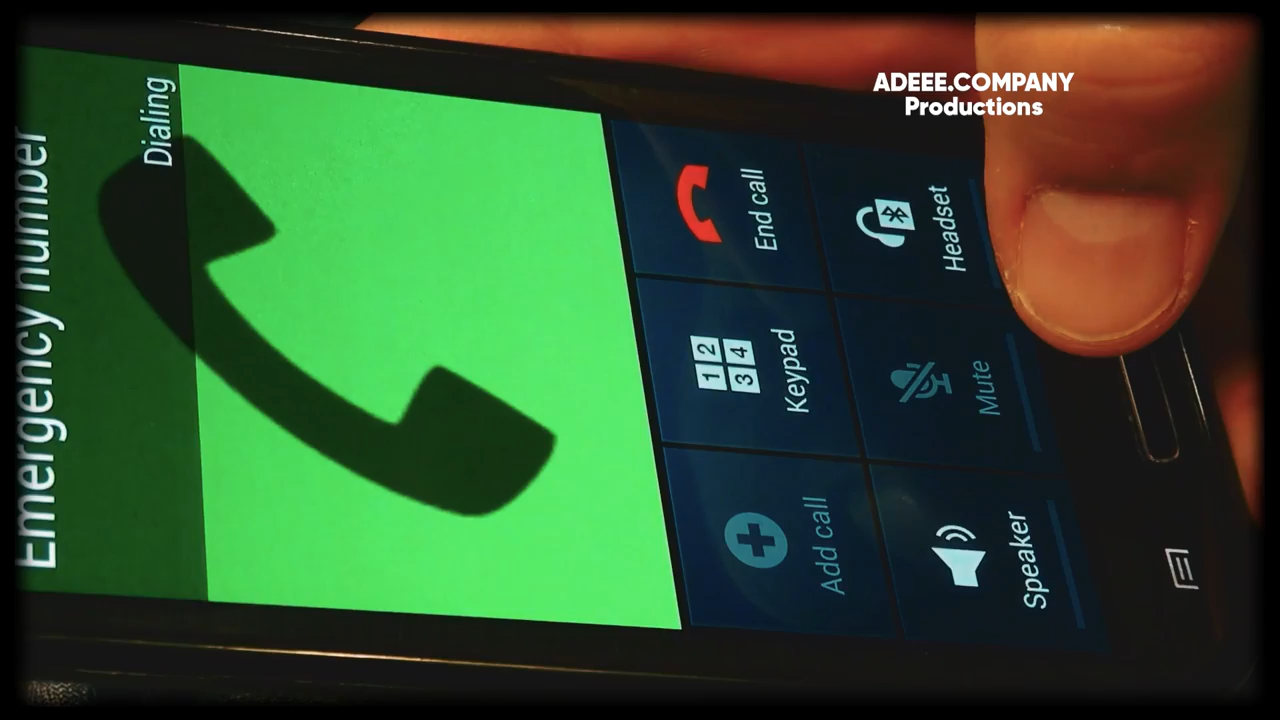 ADEEE.COMPANY
Productions
Emergency number
Dialing
Add call
Keypad
1 2
3 4
End call
Speaker
Mute
Headset